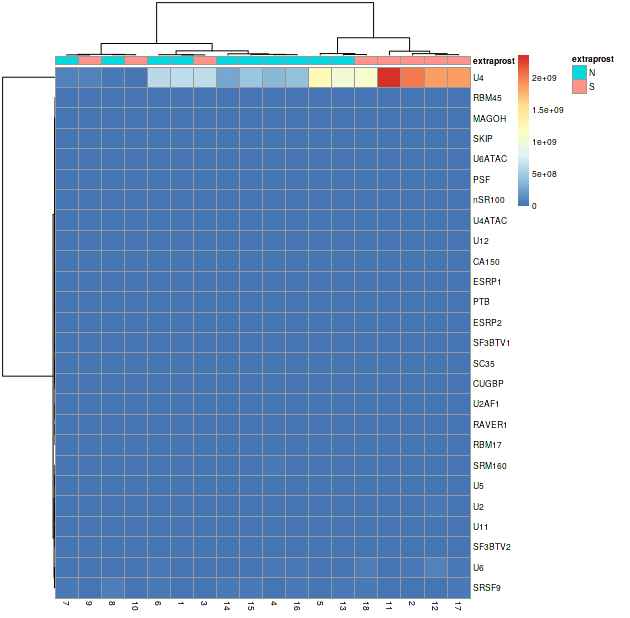 extraprost
extraprost
N
S
2e+09
1.5e+09
1e+09
5e+08
0
U4
RBM45
MAGOH
SKIP
U6ATAC
PSF
nSR100
U4ATAC
U12
CA150
ESRP1
PTB
ESRP2
SF3BTV1
SC35
CUGBP
U2AF1
RAVER1
RBM17
SRM160
U5
U2
U11
SF3BTV2
U6
SRSF9
7
9
8
10
6
1
3
14
15
4
16
5
13
18
11
2
12
17